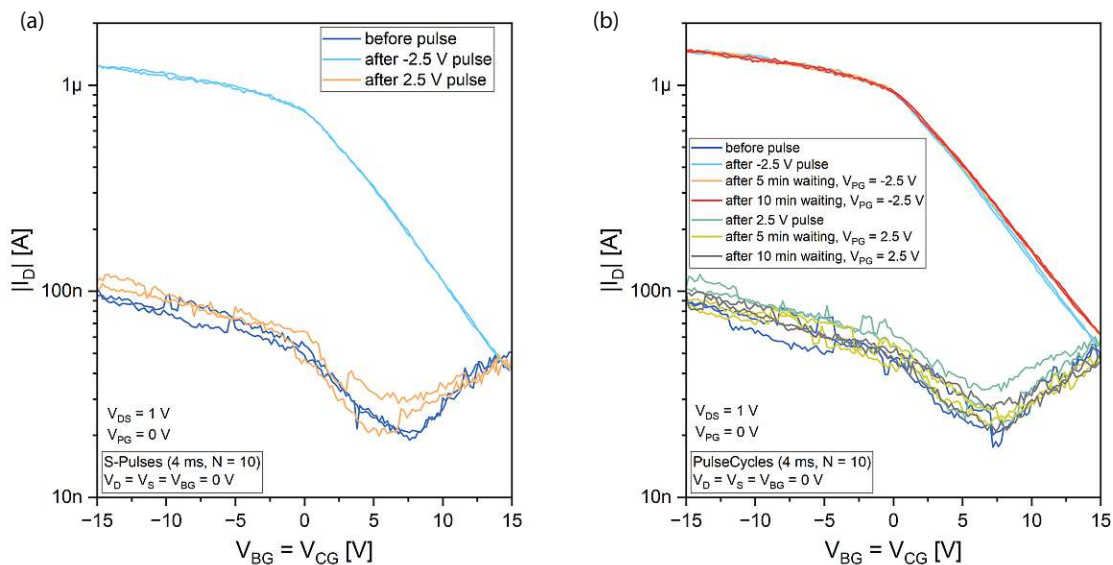 (a)
before pulse
after -2.5 V pulse
after 2.5 V pulse
1μ
100n
10n
|I_D| [A]
V_DS = 1 V
V_PG = 0 V
S-Pulses (4 ms, N = 10)
V_D = V_S = V_BG = 0 V
−15 −10 −5 0 5 10 15
V_BG = V_CG [V]
(b)
1μ
100n
10n
|I_D| [A]
before pulse
after -2.5 V pulse
after 5 min waiting, V_PG = -2.5 V
after 10 min waiting, V_PG = -2.5 V
after 2.5 V pulse
after 5 min waiting, V_PG = 2.5 V
after 10 min waiting, V_PG = 2.5 V
V_DS = 1 V
V_PG = 0 V
PulseCycles (4 ms, N = 10)
V_D = V_S = V_BG = 0 V
−15 −10 −5 0 5 10 15
V_BG = V_CG [V]